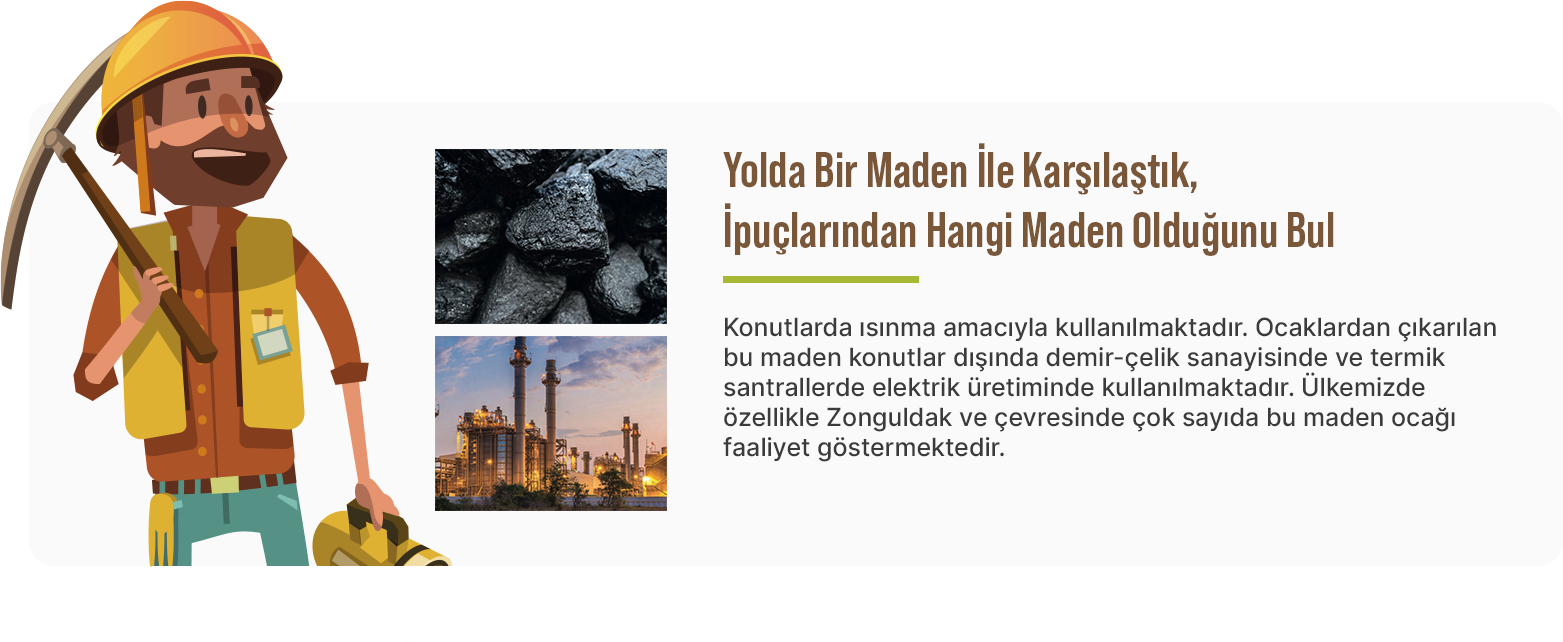 Yolda Bir Maden İle Karşılaştık,
İpuçlarından Hangi Maden Olduğunu Bul
Konutlarda ısınma amacıyla kullanılmaktadır. Ocaklardan çıkarılan
bu maden konutlar dışında demir-çelik sanayisinde ve termik
santrallerde elektrik üretiminde kullanılmaktadır. Ülkemizde
özellikle Zonguldak ve çevresinde çok sayıda bu maden ocağı
faaliyet göstermektedir.